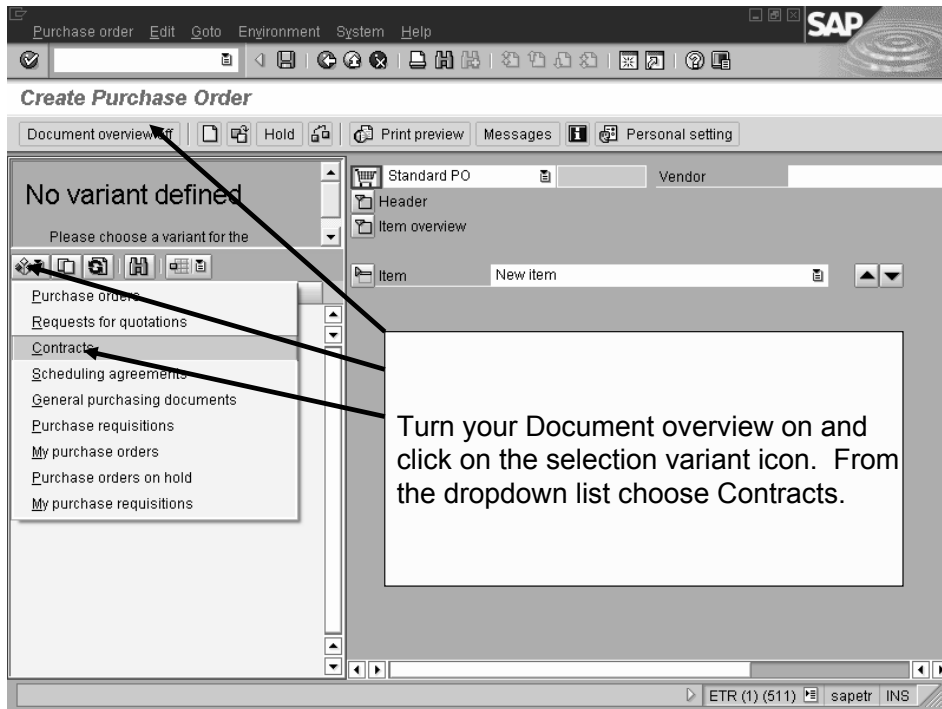 Purchase order Edit Goto Environment System Help
SAP
Create Purchase Order
Document overview off Hold Print preview Messages Personal setting
No variant defined
Please choose a variant for the
Standard PO Vendor
Header
Item overview
Item New item
Purchase orders
Requests for quotations
Contracts
Scheduling agreements
General purchasing documents
Purchase requisitions
My purchase orders
Purchase orders on hold
My purchase requisitions
Turn your Document overview on and
click on the selection variant icon. From
the dropdown list choose Contracts.
ETR (1) (511) sapetr INS